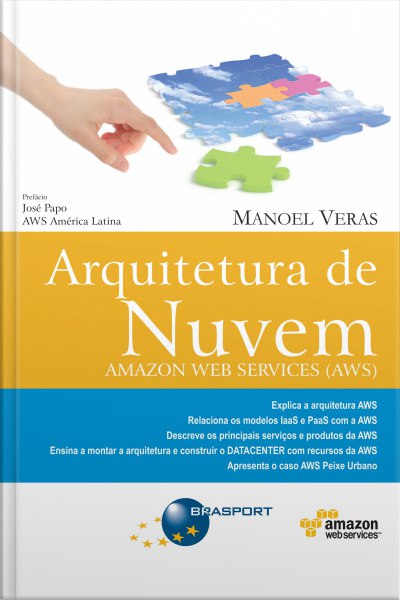 Prefácio
José Papo
AWS América Latina
Manoel Veras
Arquitetura de
Nuvem
AMAZON WEB SERVICES (AWS)
Explica a arquitetura AWS
Relaciona os modelos IaaS e PaaS com a AWS
Descreve os principais serviços e produtos da AWS
Ensina a montar a arquitetura e construir o DATACENTER com recursos da AWS
Apresenta o caso AWS Peixe Urbano
BRASPORT
amazon
web services™